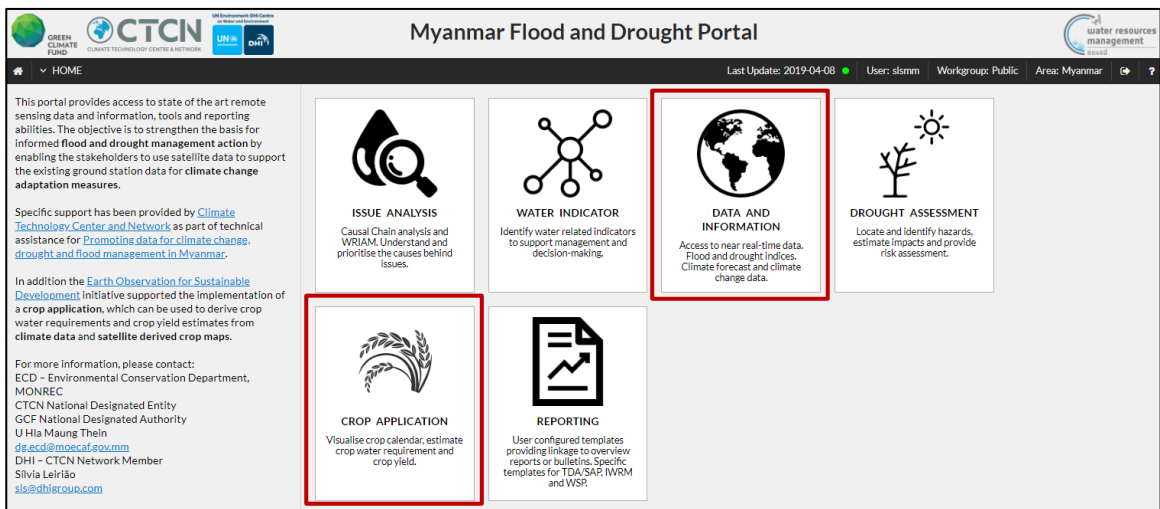 GREEN
CLIMATE
FUND
CTCN
CLIMATE TECHNOLOGY CENTRE & NETWORK
UN Environment-DHI Centre
on Water and Environment
UN
DHI
Myanmar Flood and Drought Portal
water resources
management
eo4sd
HOME
Last Update: 2019-04-08
User: slsmm
Workgroup: Public
Area: Myanmar
?
This portal provides access to state of the art remote
sensing data and information, tools and reporting
abilities. The objective is to strengthen the basis for
informed flood and drought management action by
enabling the stakeholders to use satellite data to support
the existing ground station data for climate change
adaptation measures.
Specific support has been provided by Climate
Technology Center and Network as part of technical
assistance for Promoting data for climate change,
drought and flood management in Myanmar.
In addition the Earth Observation for Sustainable
Development initiative supported the implementation of
a crop application, which can be used to derive crop
water requirements and crop yield estimates from
climate data and satellite derived crop maps.
For more information, please contact:
ECD – Environmental Conservation Department,
MONREC
CTCN National Designated Entity
GCF National Designated Authority
U Hla Maung Thein
dg.ecd@moecaf.gov.mm
DHI – CTCN Network Member
Sílvia Leirião
sls@dhigroup.com
ISSUE ANALYSIS
Causal Chain analysis and
WRIAM. Understand and
prioritise the causes behind
issues.
WATER INDICATOR
Identify water related indicators
to support management and
decision-making.
DATA AND
INFORMATION
Access to near real-time data.
Flood and drought indices.
Climate forecast and climate
change data.
DROUGHT ASSESSMENT
Locate and identify hazards,
estimate impacts and provide
risk assessment.
CROP APPLICATION
Visualise crop calendar, estimate
crop water requirement and
crop yield.
REPORTING
User configured templates
providing linkage to overview
reports or bulletins. Specific
templates for TDA/SAP, IWRM
and WSP.